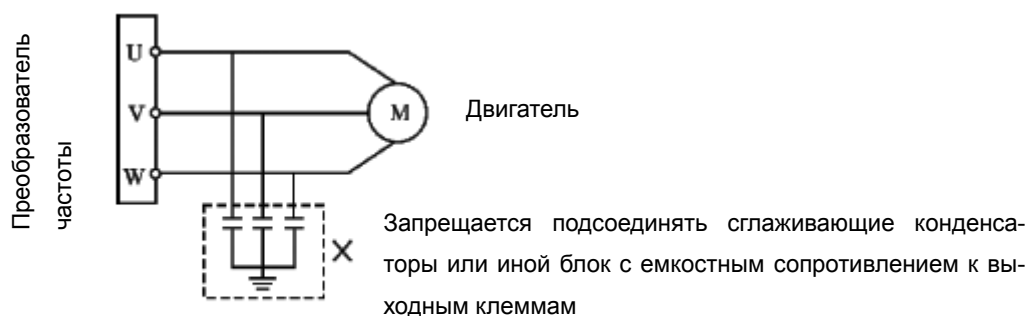 Преобразователь
частоты
U
V
W
M
Двигатель
Запрещается подсоединять сглаживающие конденса-
торы или иной блок с емкостным сопротивлением к вы-
ходным клеммам